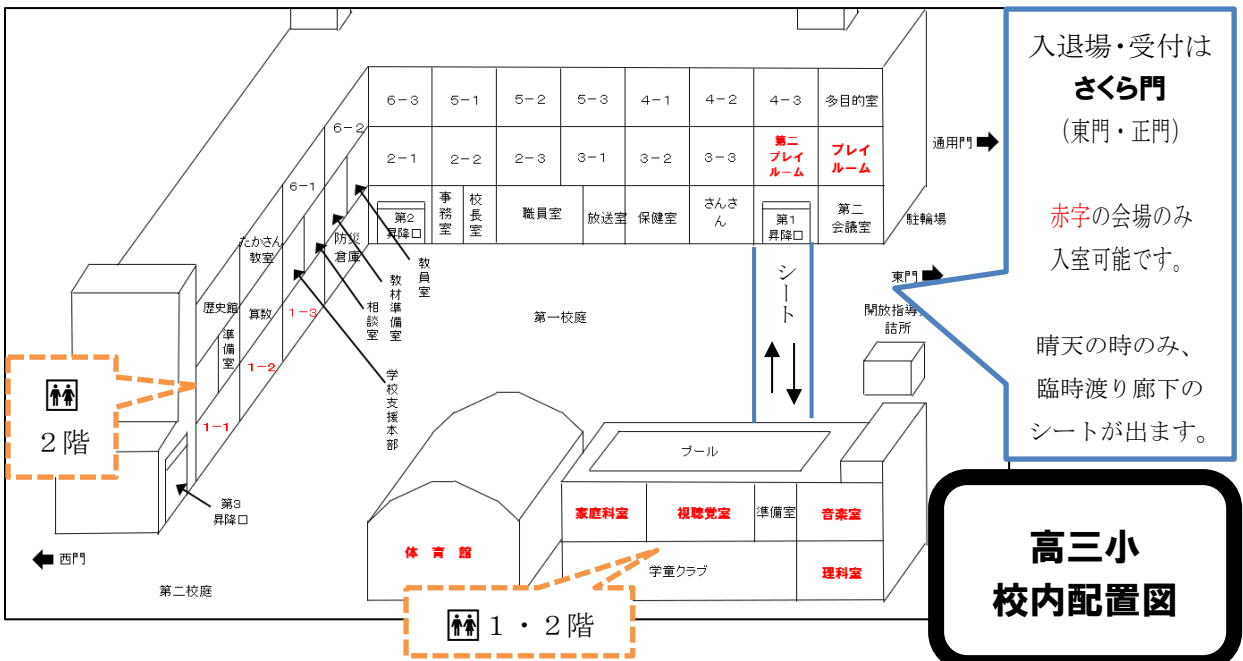 6-3
5-1
5-2
5-3
4-1
4-2
4-3
多目的室
6-2
2-1
2-2
2-3
3-1
3-2
3-3
第二
プレイ
ルーム
プレイ
ルーム
6-1
第2
昇降口
事務室
校長室
職員室
放送室
保健室
さんさ
ん
第1
昇降口
第二
会議室
たかさん
教室
防災
倉庫
教員室
教材準備室
相談室
学校支援本部
歴史館
準備室
算数
1-3
1-2
1-1
第3
昇降口
西門
第二校庭
第一校庭
シート
通用門
駐輪場
東門
開放指導
詰所
プール
家庭科室
視聴覚室
準備室
音楽室
体育館
学童クラブ
理科室
2階
1・2階
入退場・受付は
さくら門
(東門・正門)
赤字の会場のみ
入室可能です。
晴天の時のみ、
臨時渡り廊下の
シートが出ます。
高三小
校内配置図